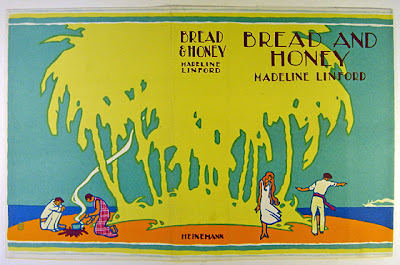 BREAD
& HONEY
MADELINE
LINFORD
HEINEMANN
BREAD AND
HONEY
MADELINE LINFORD